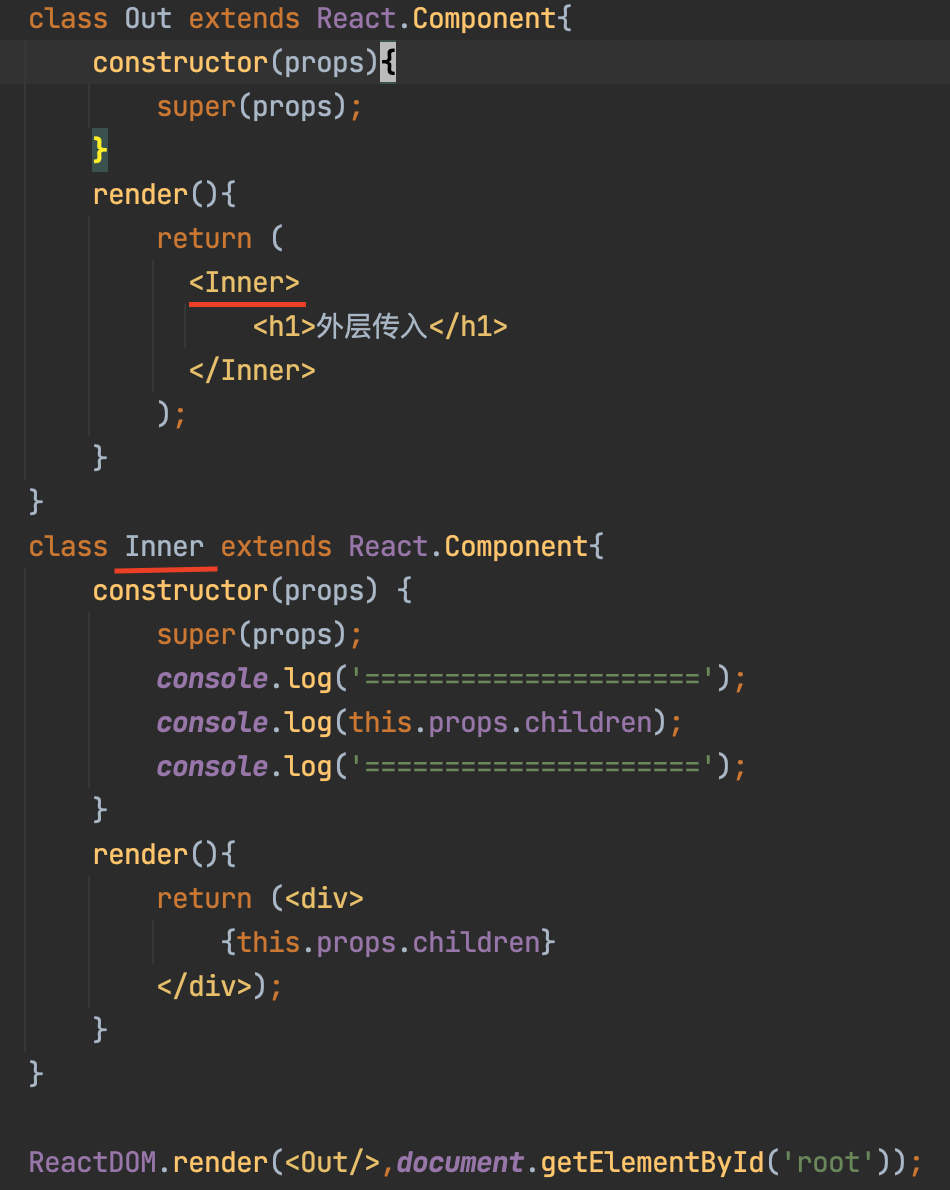 class Out extends React.Component{
    constructor(props){
        super(props);
    }
    render(){
        return (
          <Inner>
              <h1>外层传入</h1>
          </Inner>
        );
    }
}
class Inner extends React.Component{
    constructor(props) {
        super(props);
        console.log('=====================');
        console.log(this.props.children);
        console.log('=====================');
    }
    render(){
        return (<div>
            {this.props.children}
        </div>);
    }
}

ReactDOM.render(<Out/>,document.getElementById('root'));